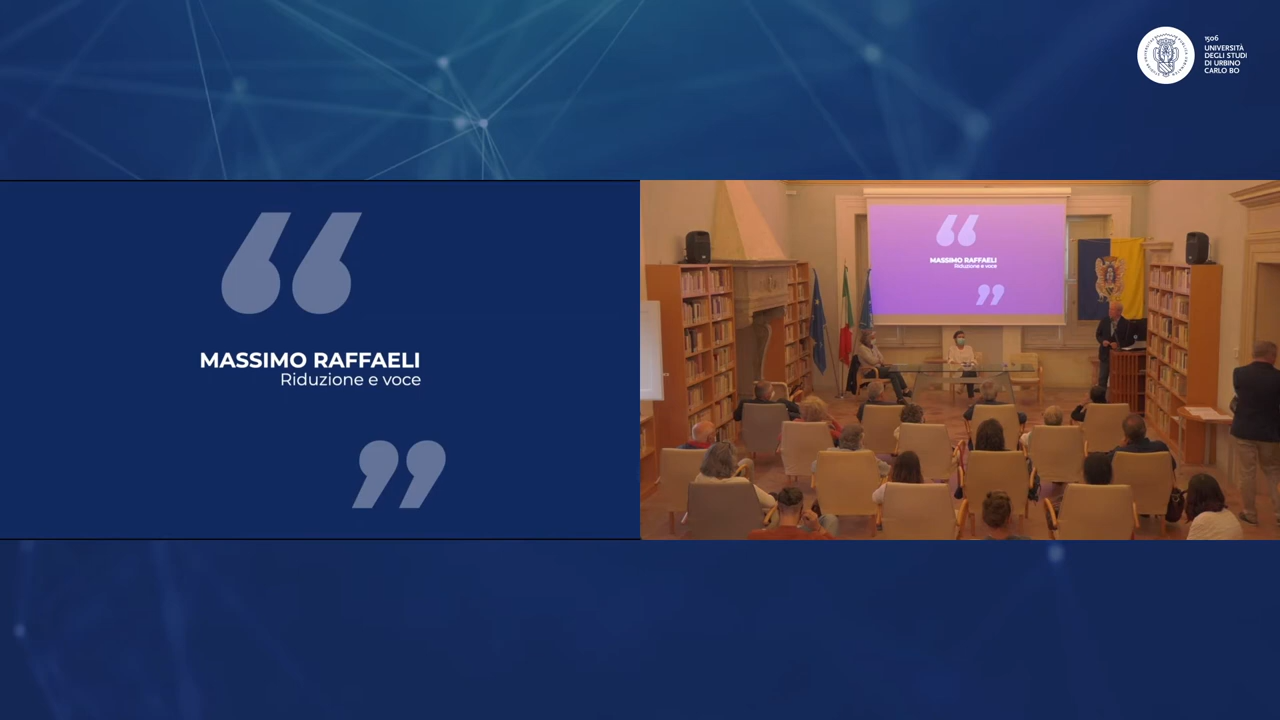 1506
UNIVERSITÀ
DEGLI STUDI
DI URBINO
CARLO BO
MASSIMO RAFFAELI
Riduzione e voce
MASSIMO RAFFAELI
Riduzione e voce